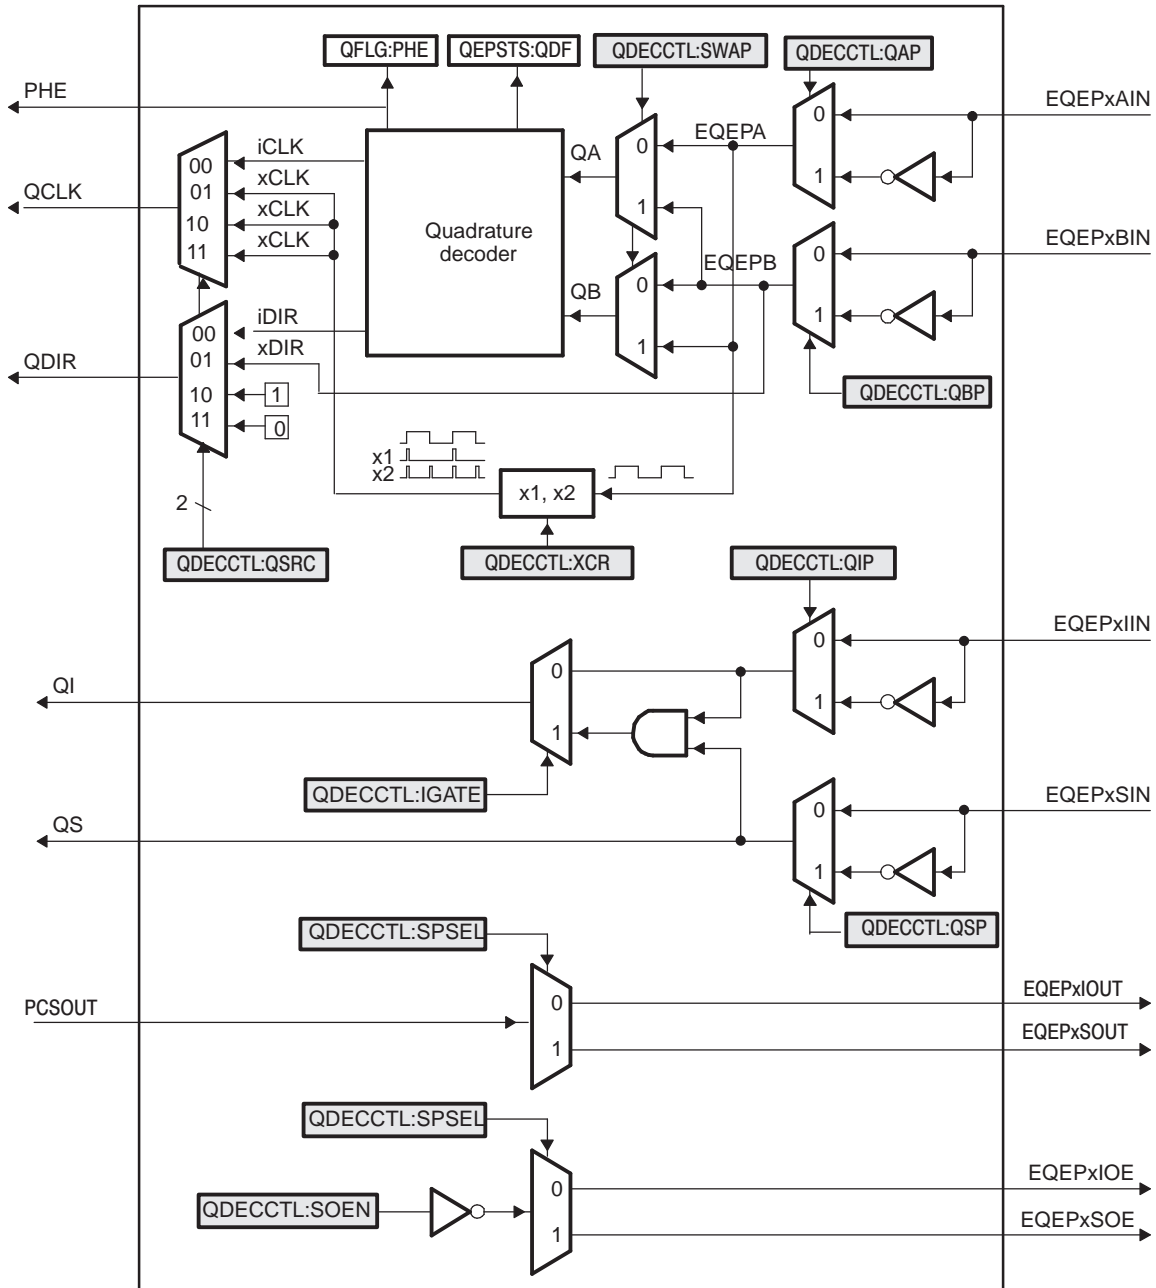 QFLG:PHE
QEPSTS:QDF
QDECCTL:SWAP
QDECCTL:QAP
PHE
EQEPxAIN
0
EQEPA
iCLK
QA
0
00
xCLK
01
1
QCLK
xCLK
1
10
xCLK
11
Quadrature
decoder
EQEPB
0
EQEPxBIN
QB
0
iDIR
1
00
xDIR
1
01
QDIR
10
1
QDECCTL:QBP
11
0
x1
x2
x1, x2
2
QDECCTL:QSRC
QDECCTL:XCR
QDECCTL:QIP
EQEPxIIN
0
0
QI
1
1
QDECCTL:IGATE
EQEPxSIN
0
QS
1
QDECCTL:SPSEL
QDECCTL:QSP
PCSOUT
0
EQEPxIOUT
1
EQEPxSOUT
QDECCTL:SPSEL
EQEPxIOE
0
QDECCTL:SOEN
1
EQEPxSOE